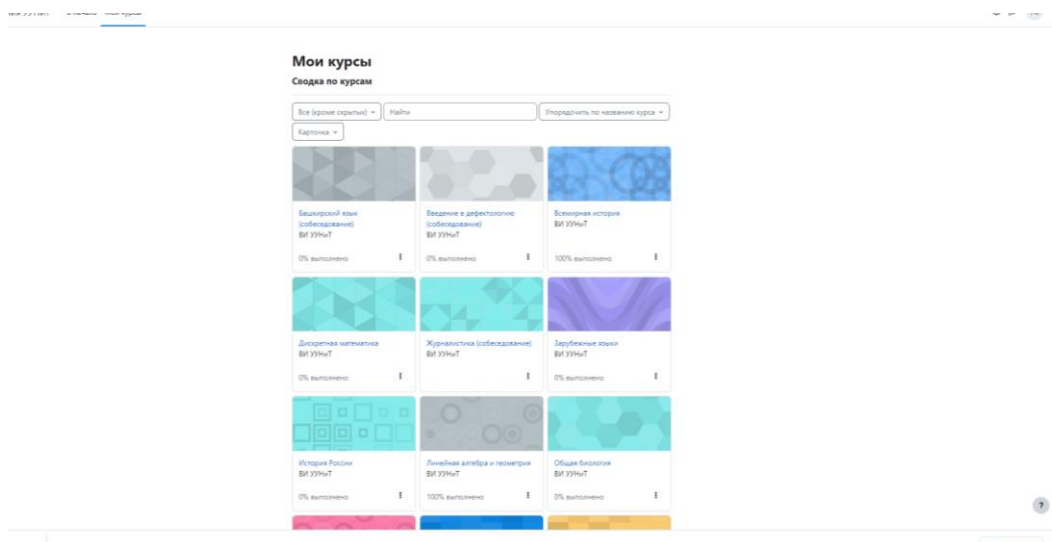 Мои курсы
Мои курсы
Сводка по курсам
Все (кроме скрытых)
Найти
Упорядочить по названию курса
Карточка
Башкирский язык
(собеседование)
ВИ УУНиТ
0% выполнено
Введение в дефектологию
(собеседование)
ВИ УУНиТ
0% выполнено
Всемирная история
ВИ УУНиТ
100% выполнено
Дискретная математика
ВИ УУНиТ
0% выполнено
Журналистика (собеседование)
ВИ УУНиТ
Зарубежные языки
ВИ УУНиТ
0% выполнено
История России
ВИ УУНиТ
0% выполнено
Линейная алгебра и геометрия
ВИ УУНиТ
100% выполнено
Общая биология
ВИ УУНиТ
0% выполнено
?